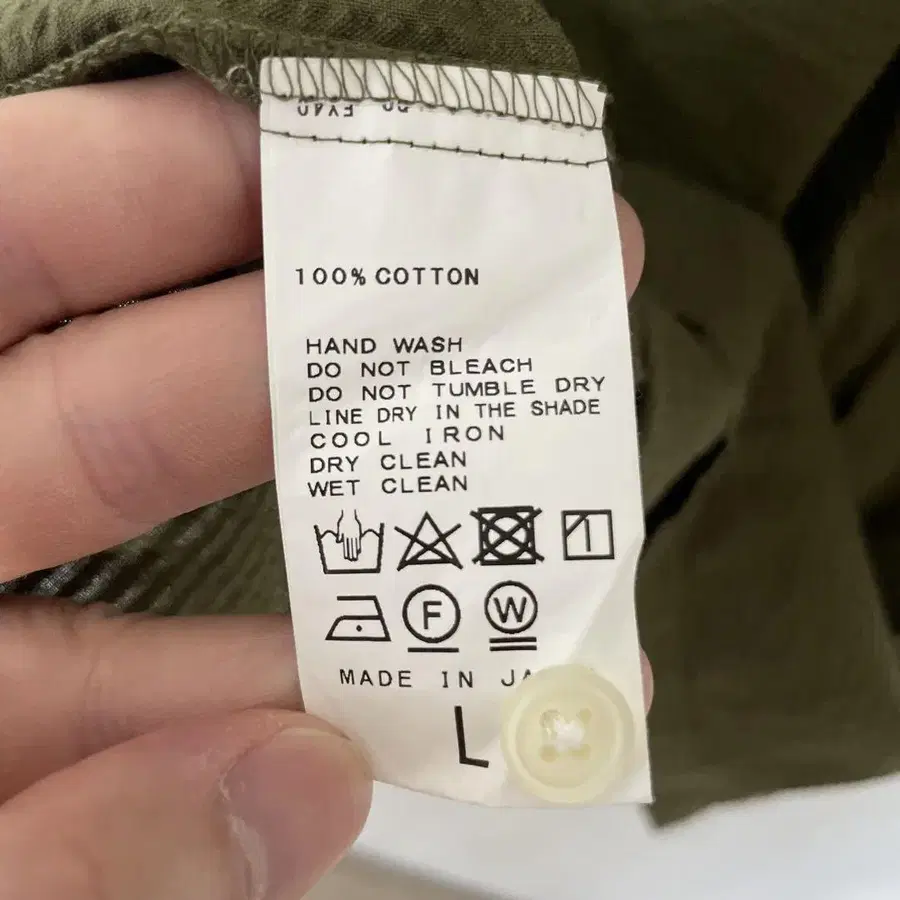 100% COTTON
HAND WASH
DO NOT BLEACH
DO NOT TUMBLE DRY
LINE DRY IN THE SHADE
COOL IRON
DRY CLEAN
WET CLEAN
F W
MADE IN
L